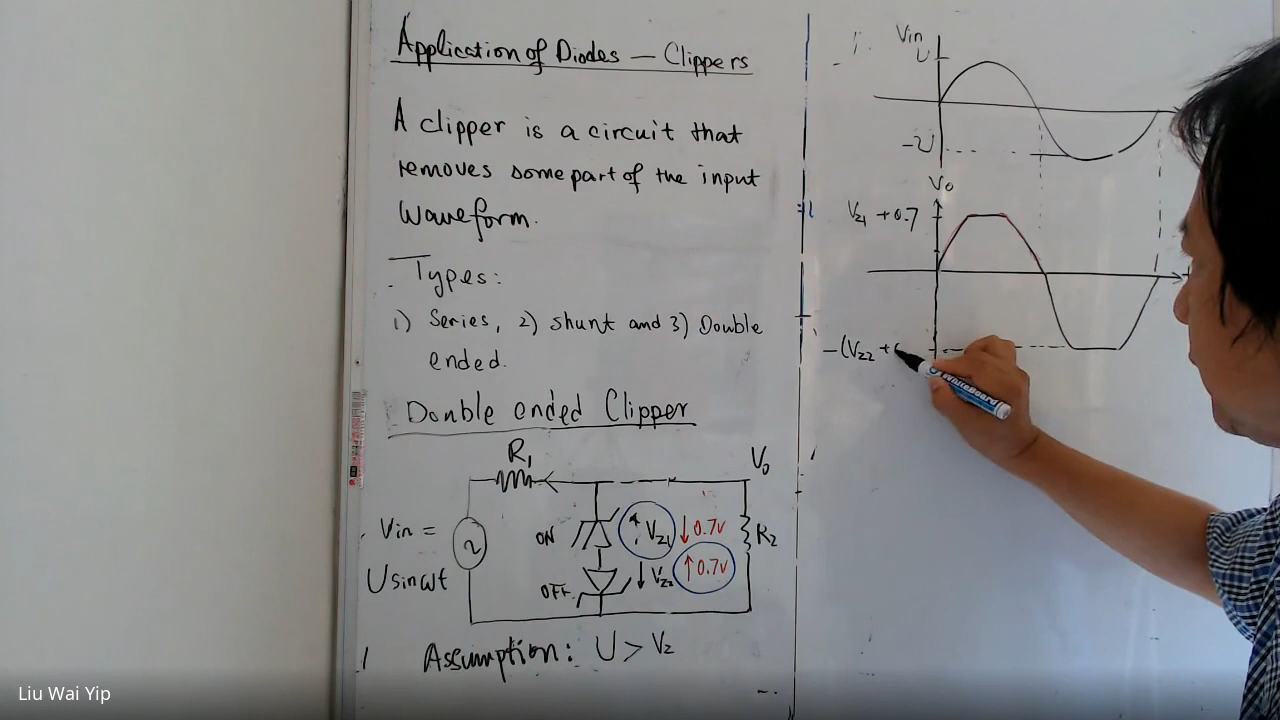 Application of Diodes — Clippers
A clipper is a circuit that
removes some part of the input
waveform.
Types:
1) Series, 2) shunt and 3) Double
ended.
Double ended Clipper
R1
Vo
Vin =
Usinωt
ON
Vz1
0.7V
R2
OFF
Vz2
0.7V
Assumption: U > Vz
Vin
U
-U
Vo
Vz1 + 0.7
-(Vz2 +
WhiteBoard
Liu Wai Yip